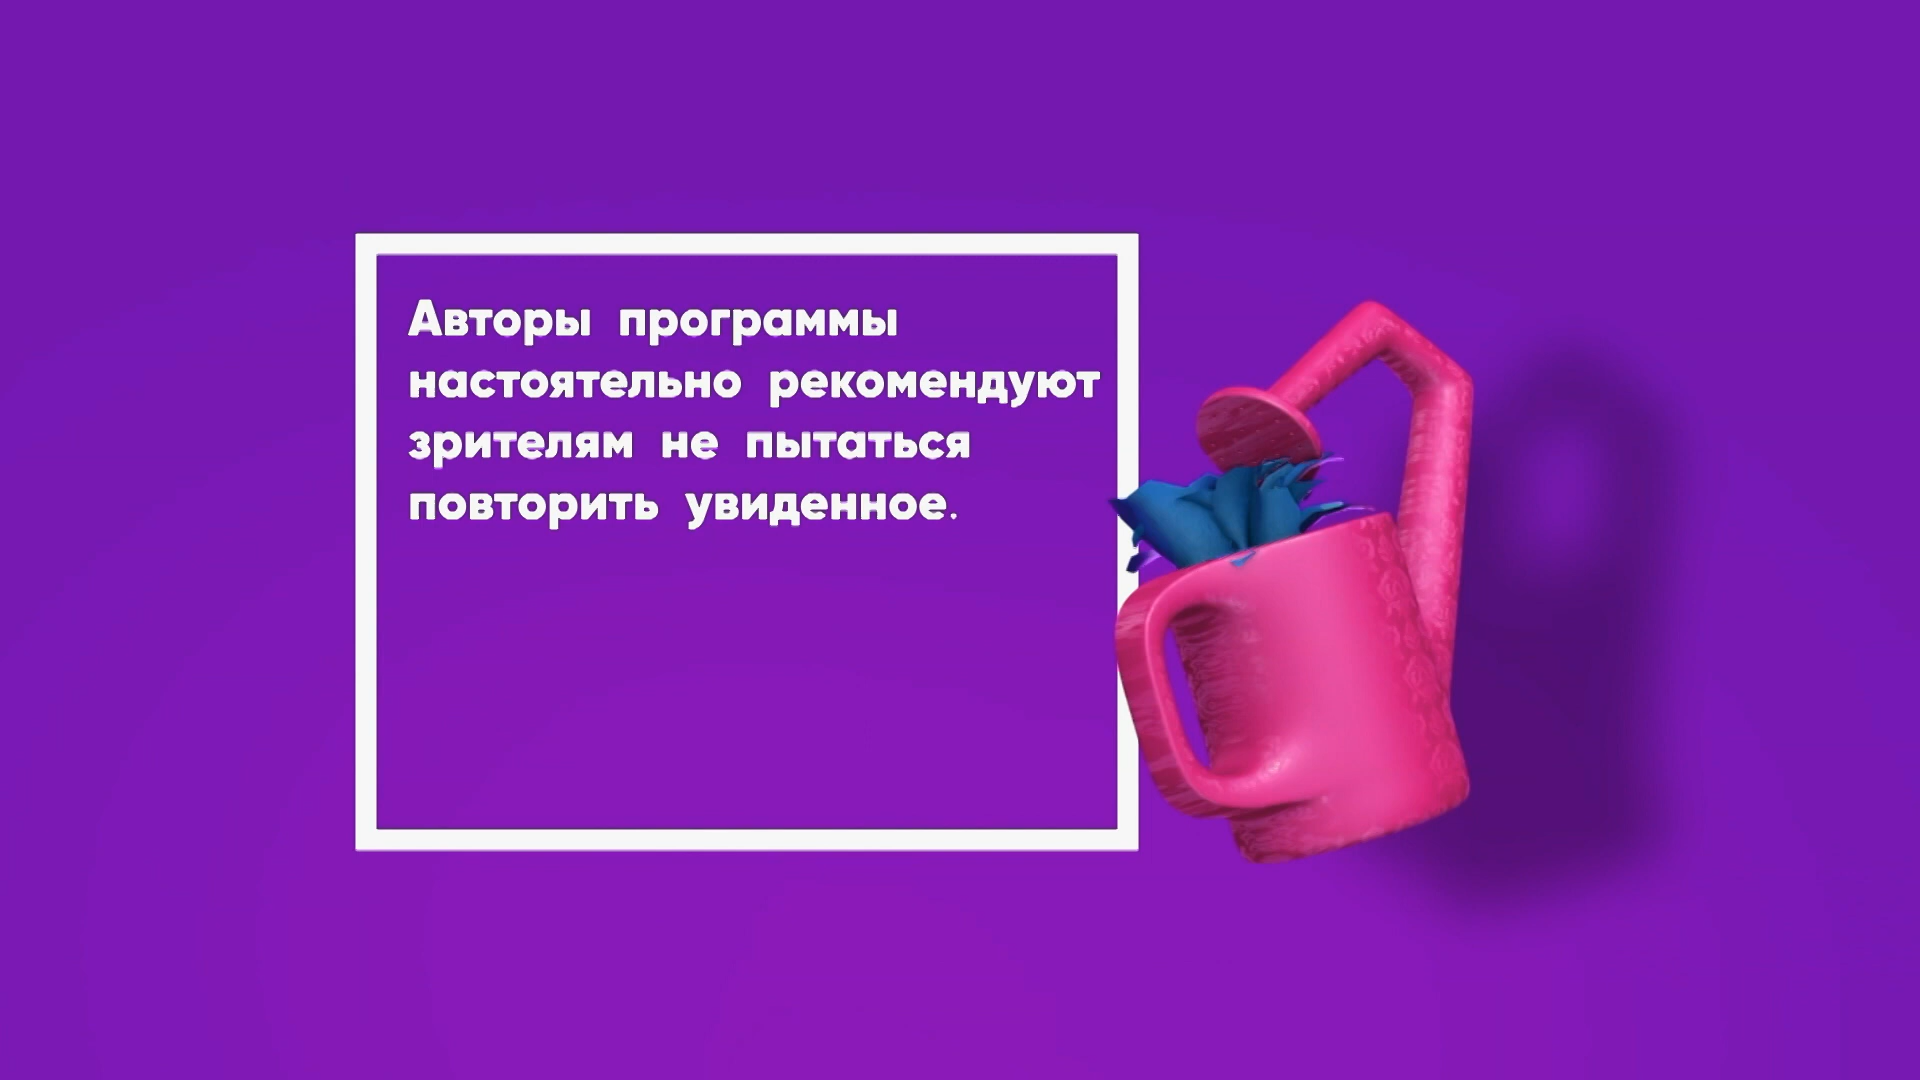 Авторы программы
настоятельно рекомендуют
зрителям не пытаться
повторить увиденное.